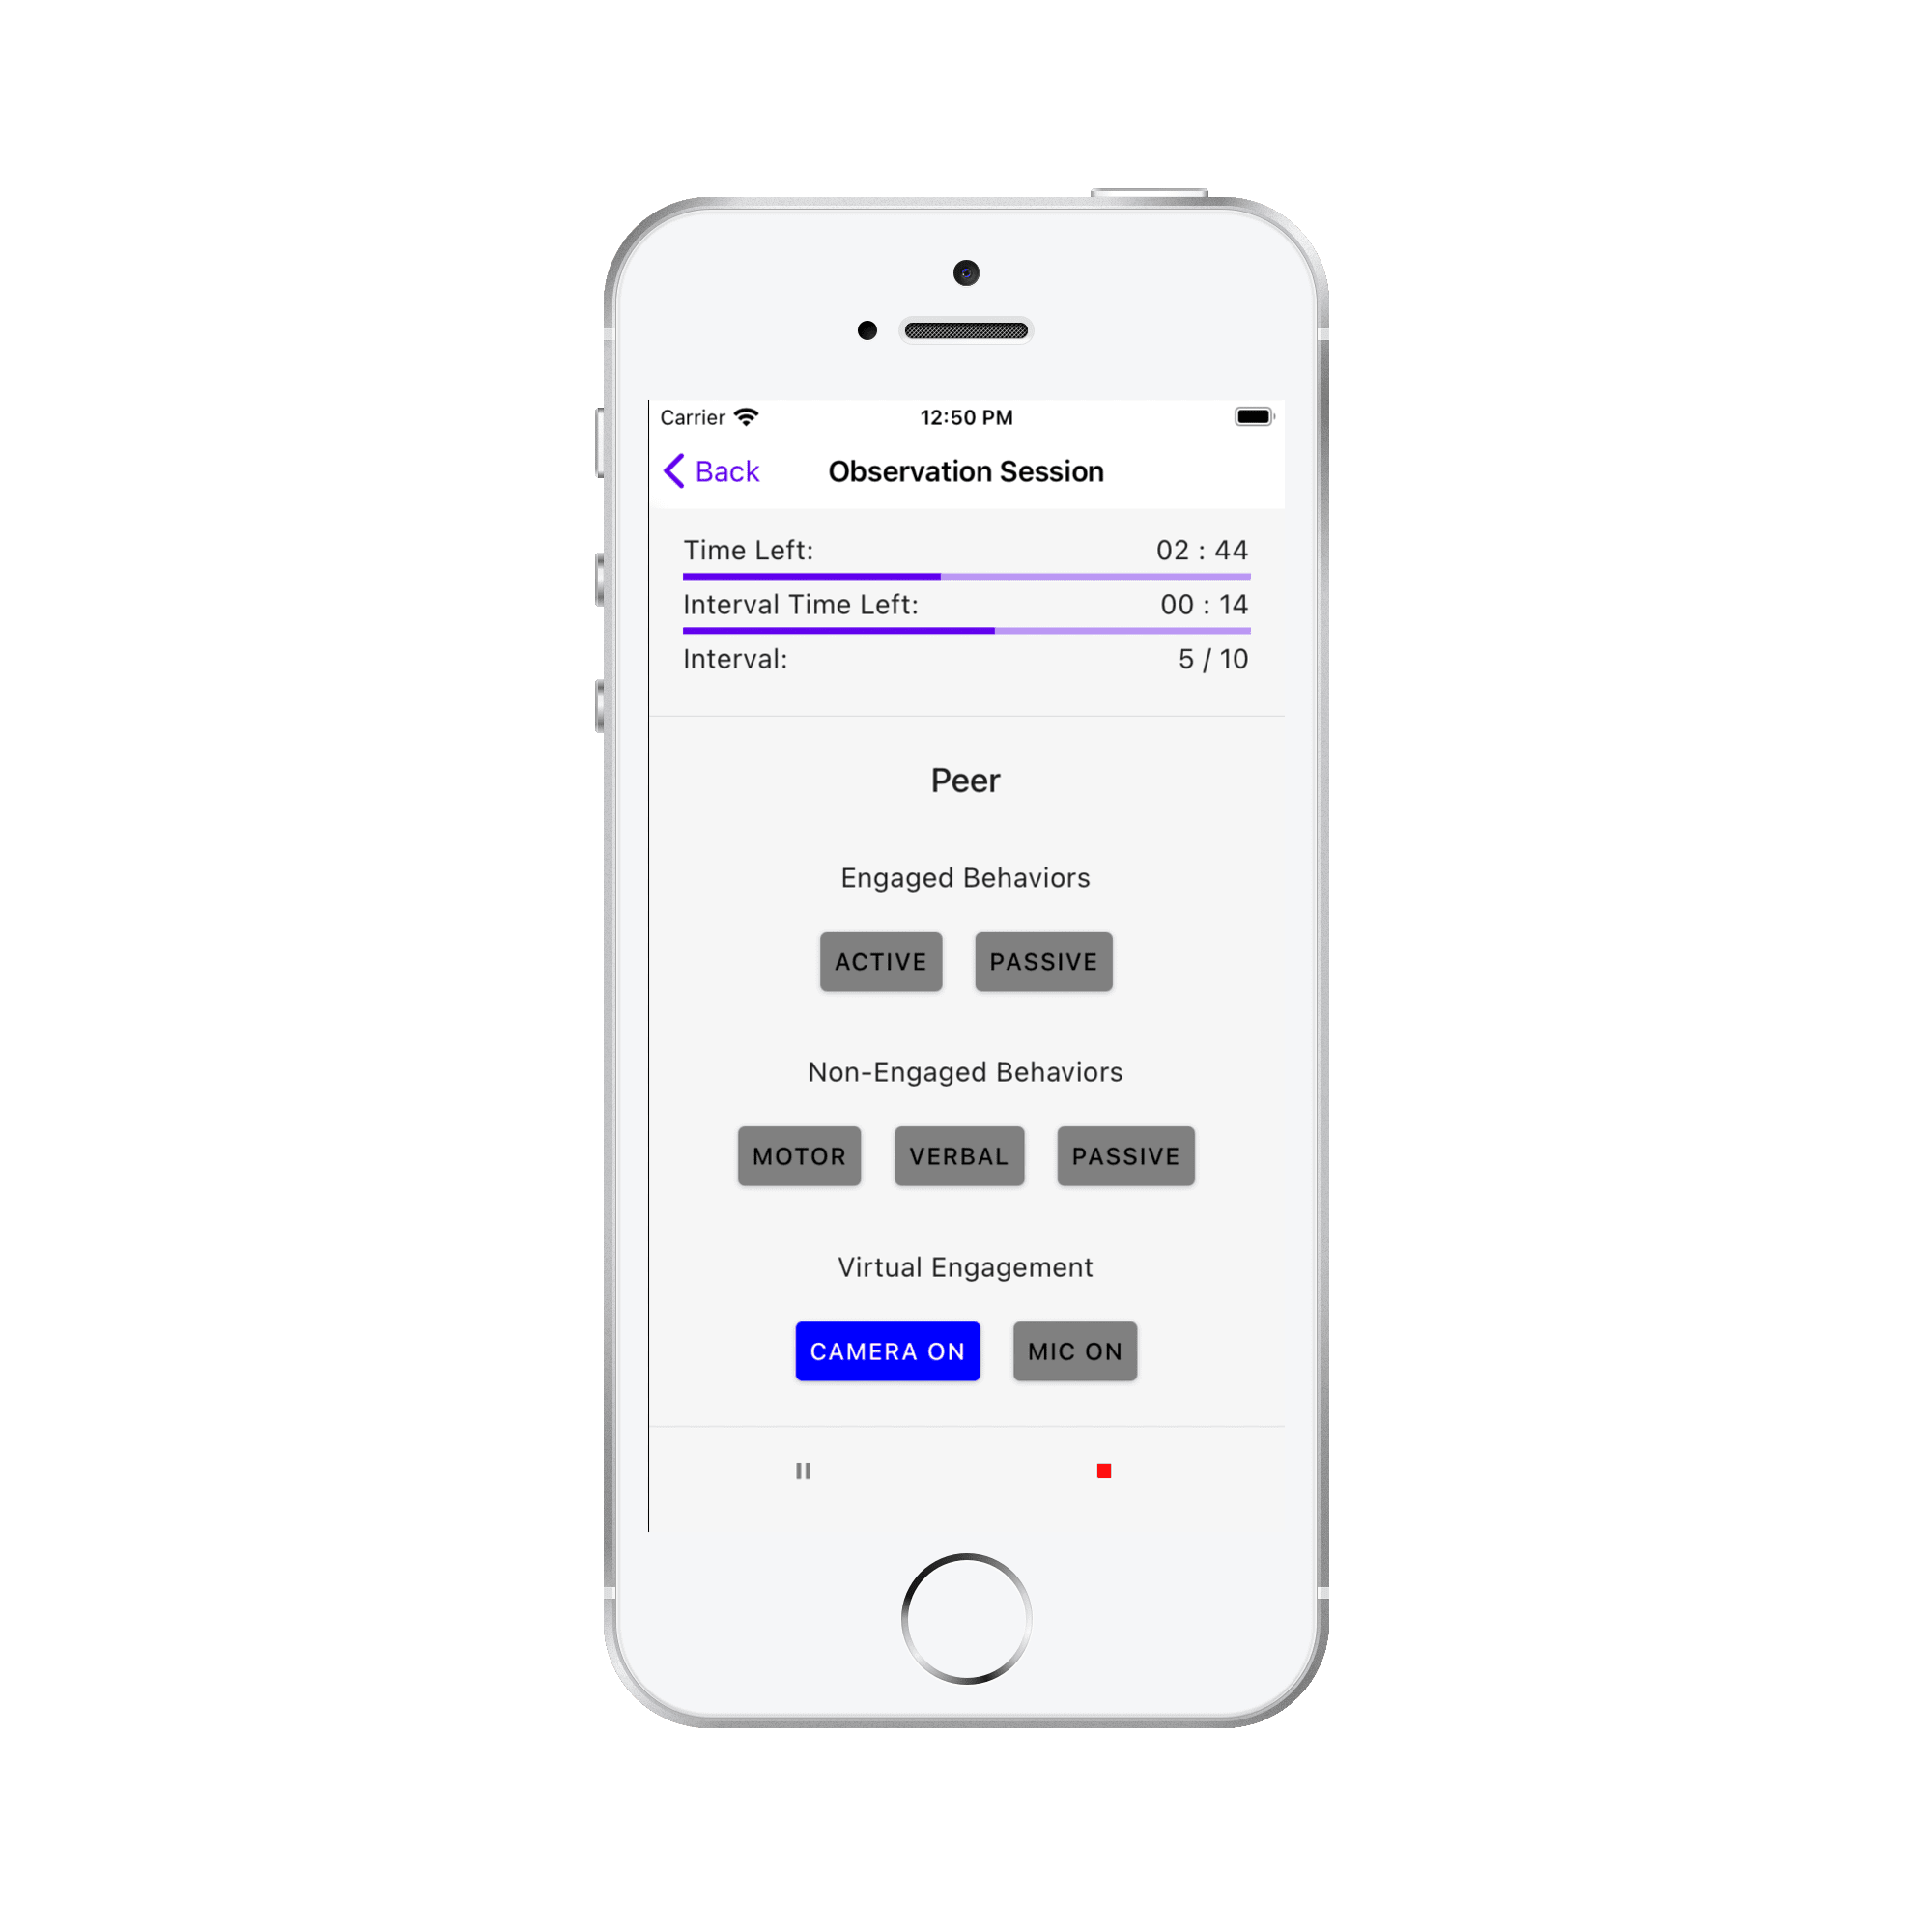 Carrier 12:50 PM
Back Observation Session
Time Left: 02 : 44
Interval Time Left: 00 : 14
Interval: 5 / 10
Peer
Engaged Behaviors
ACTIVE PASSIVE
Non-Engaged Behaviors
MOTOR VERBAL PASSIVE
Virtual Engagement
CAMERA ON MIC ON